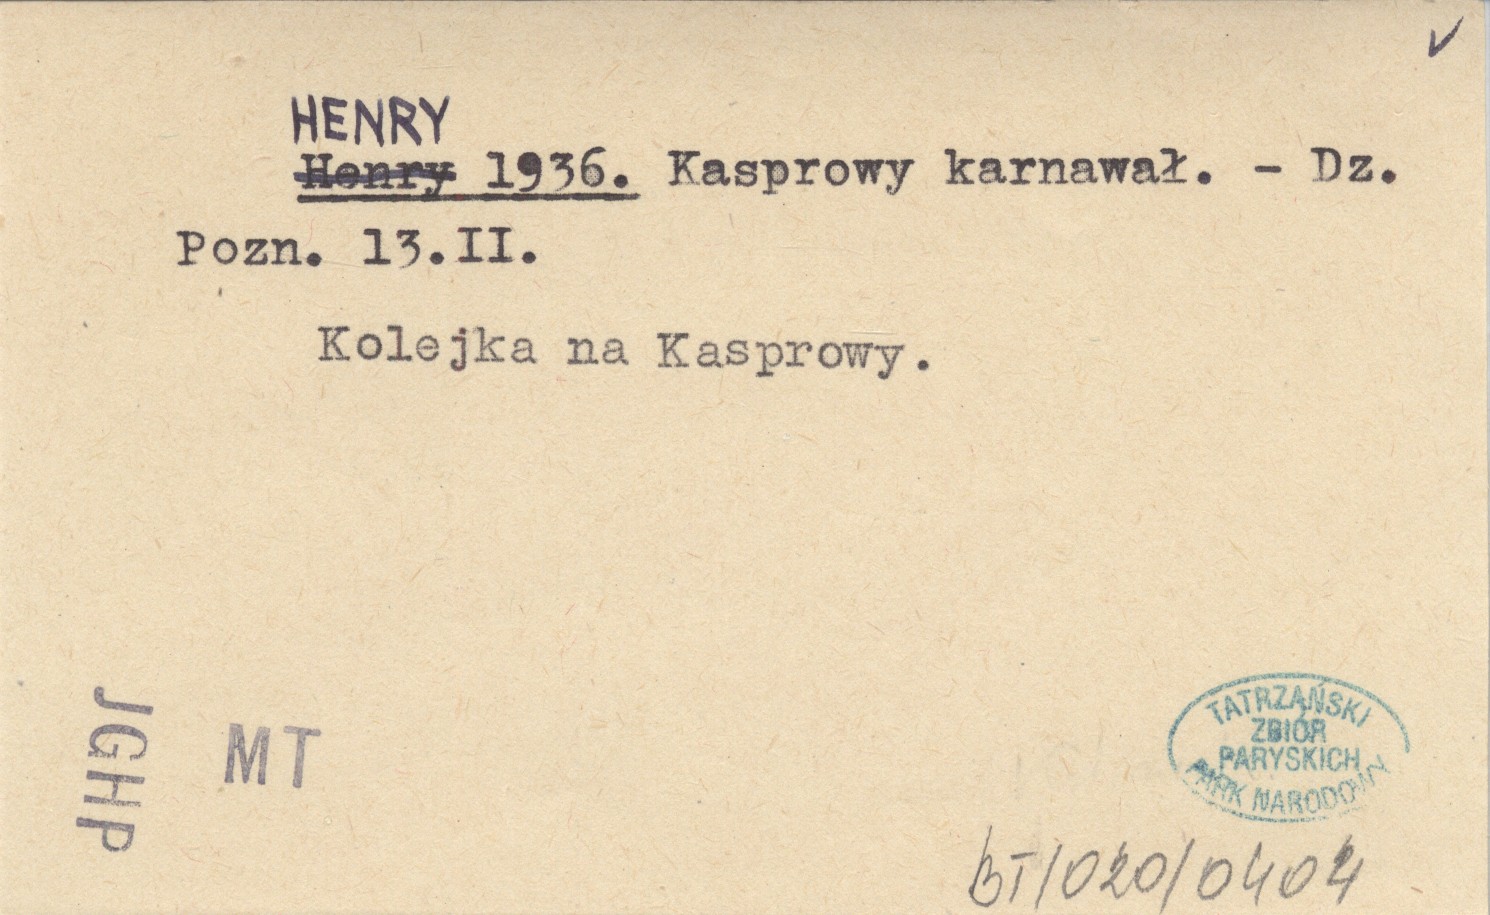 HENRY
Henry 1936. Kasprowy karnawał. - Dz.
Pozn. 13.II.
Kolejka na Kasprowy.
JGHP
MT
TATRZAŃSKI
ZBIÓR
PARYSKICH
PARK NARODOWY
BT/020/0404